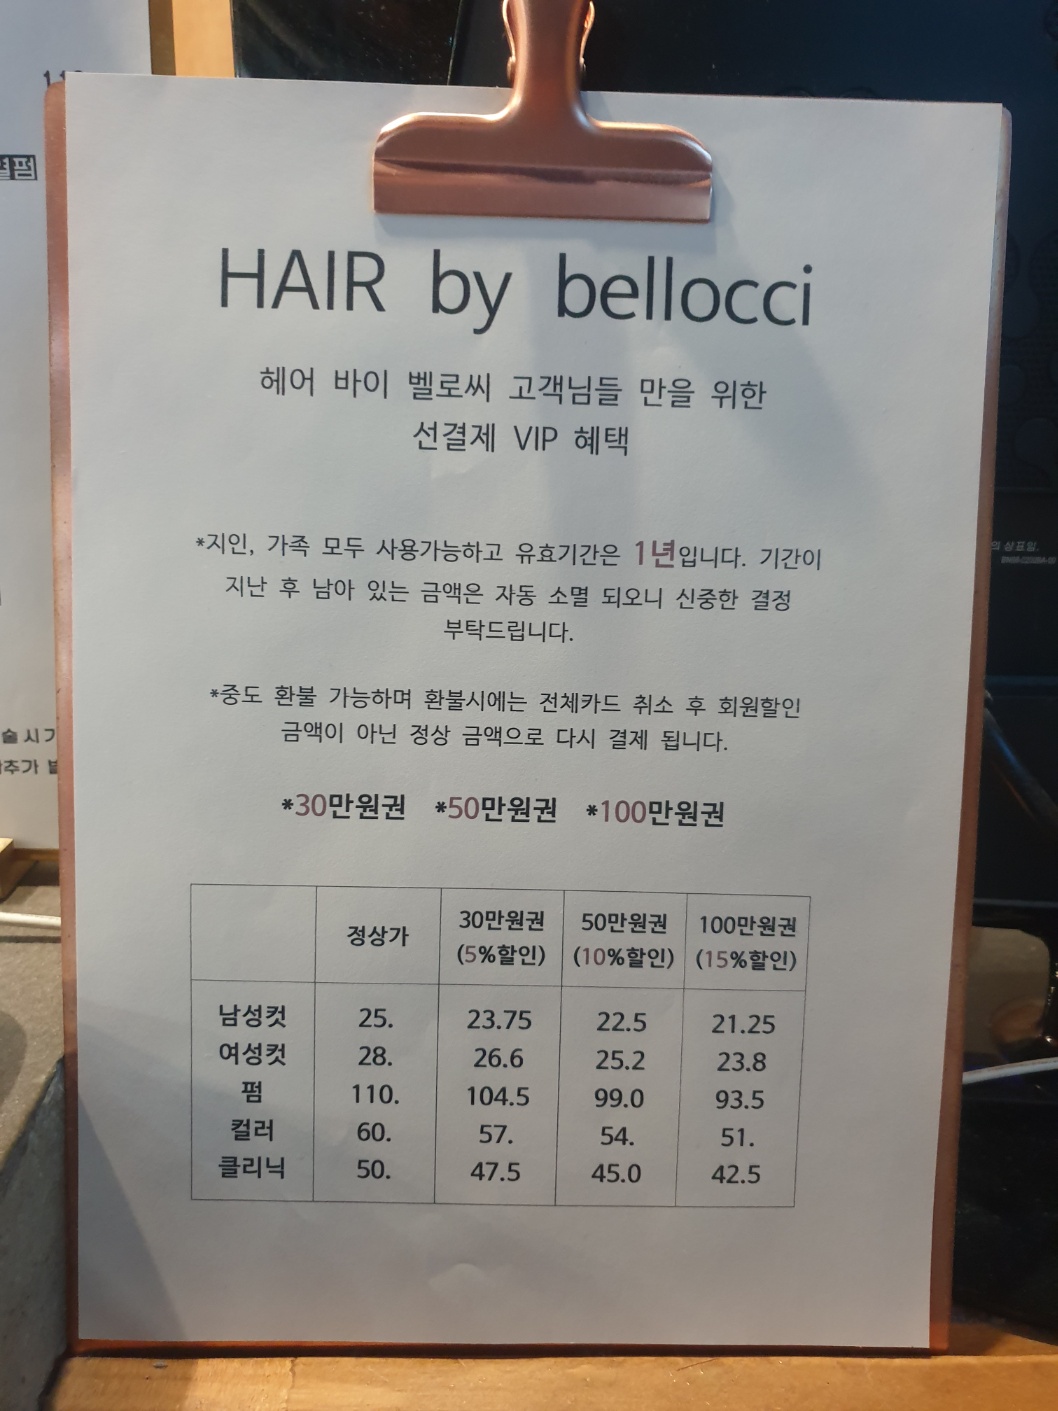 HAIR by bellocci
헤어 바이 벨로씨 고객님들 만을 위한
선결제 VIP 혜택
*지인, 가족 모두 사용가능하고 유효기간은 1년입니다. 기간이
지난 후 남아 있는 금액은 자동 소멸 되오니 신중한 결정
부탁드립니다.
*중도 환불 가능하며 환불시에는 전체카드 취소 후 회원할인
금액이 아닌 정상 금액으로 다시 결제 됩니다.
*30만원권 *50만원권 *100만원권
정상가 30만원권 50만원권 100만원권
(5%할인) (10%할인) (15%할인)
남성컷 25. 23.75 22.5 21.25
여성컷 28. 26.6 25.2 23.8
펌 110. 104.5 99.0 93.5
컬러 60. 57. 54. 51.
클리닉 50. 47.5 45.0 42.5
술 시
추가
의 상표임.